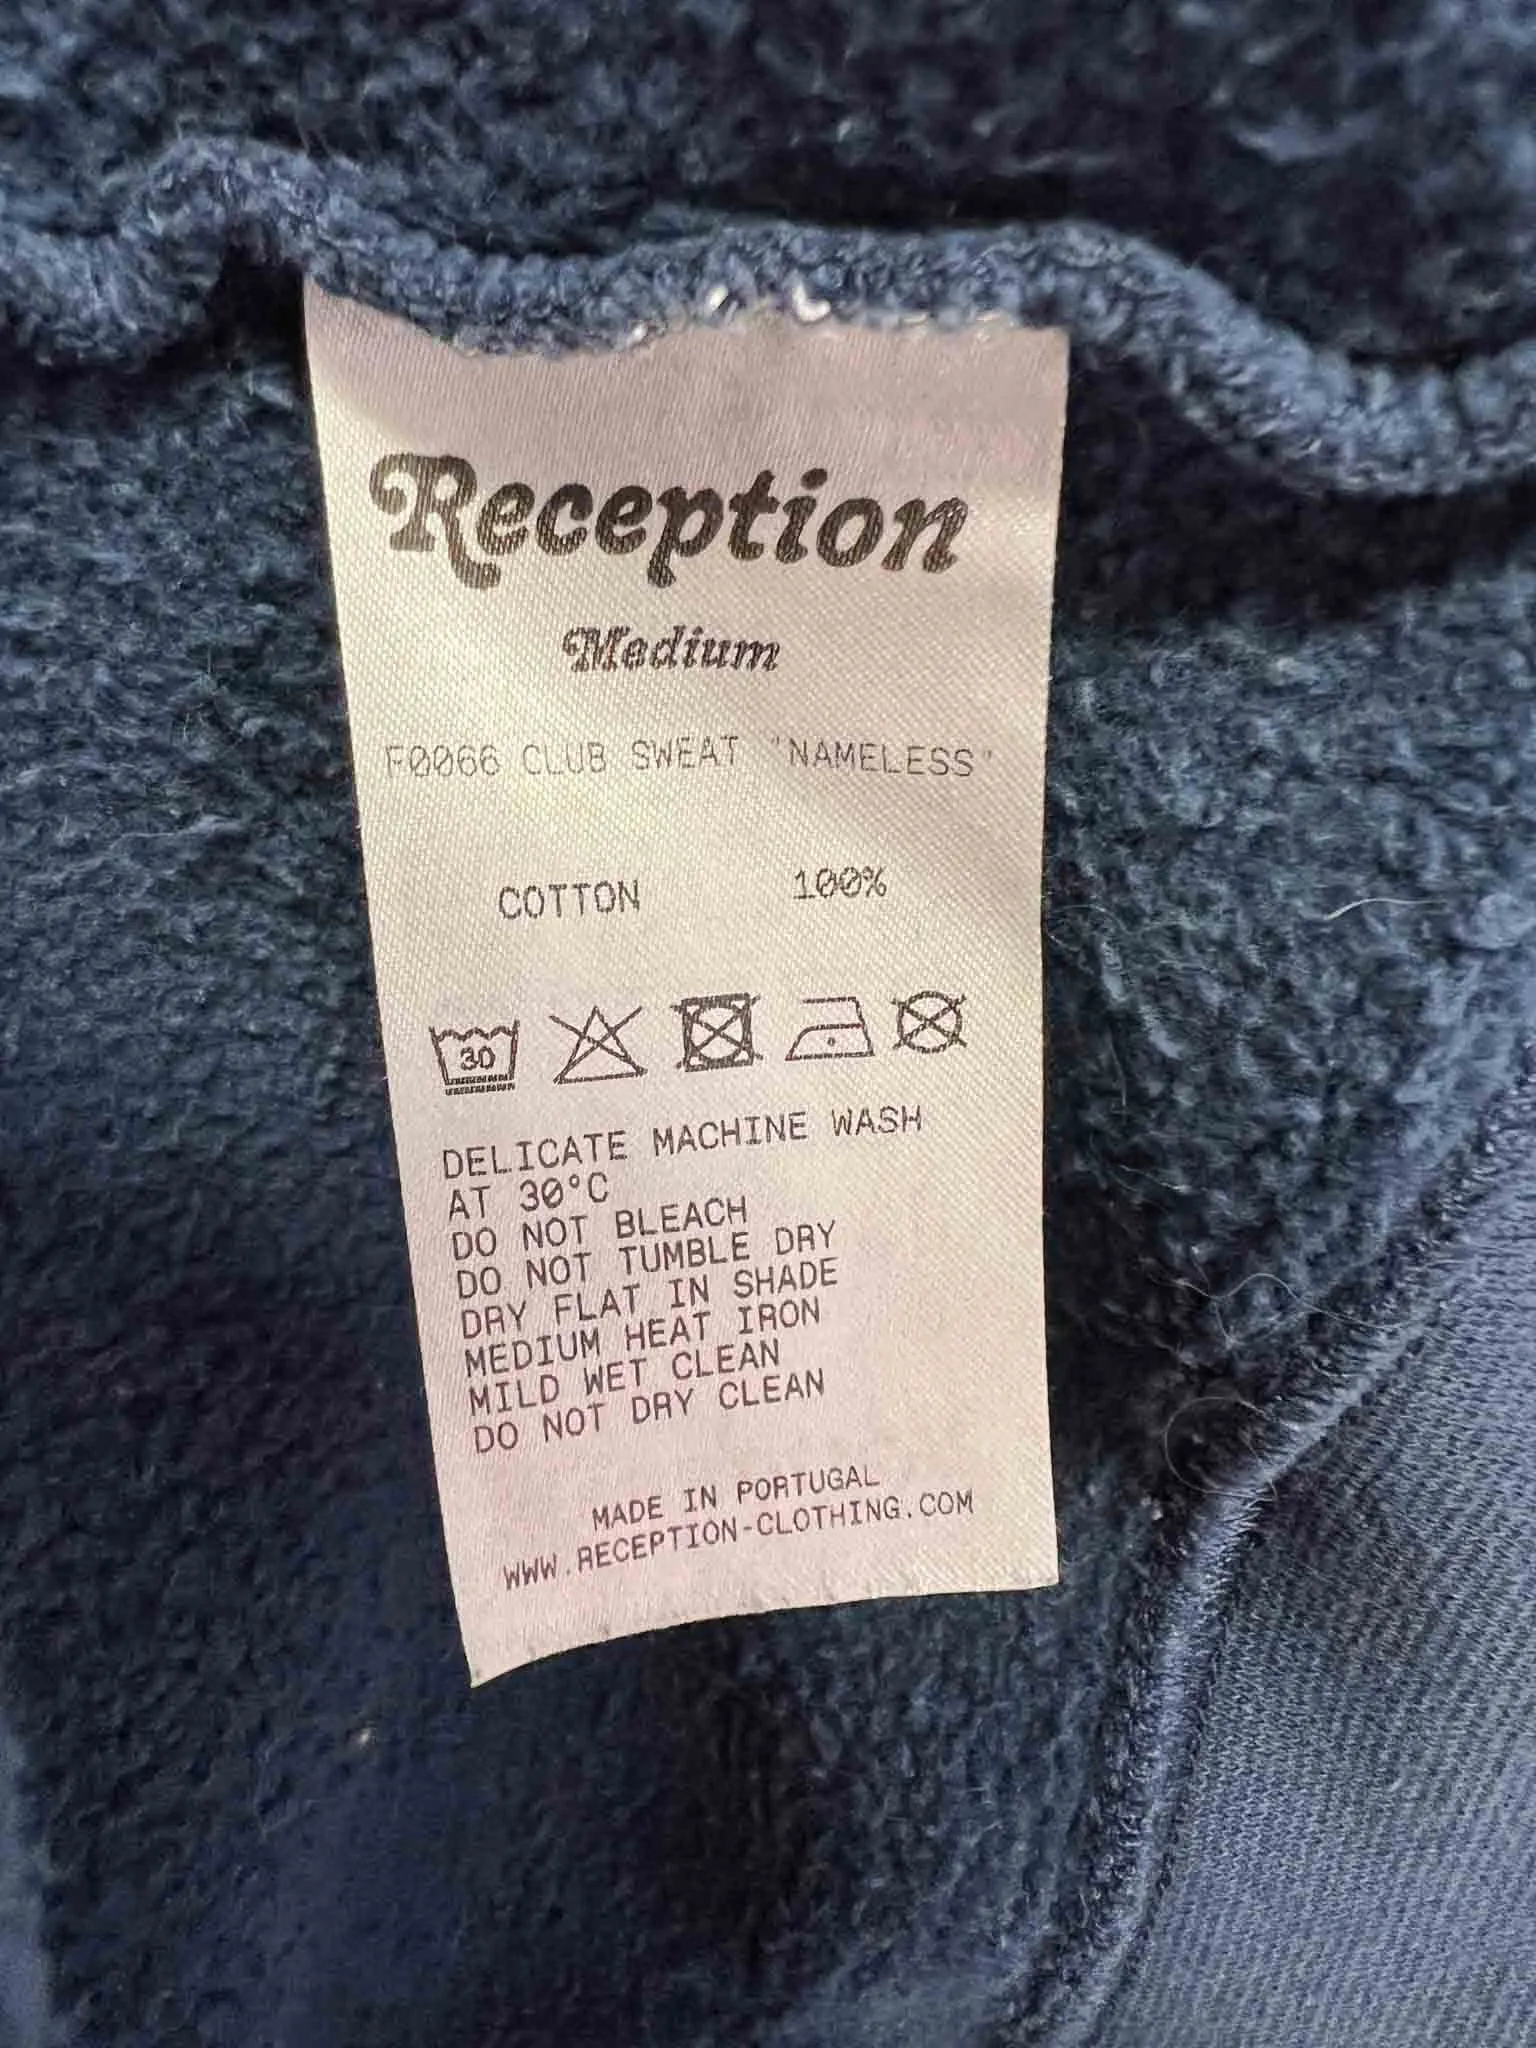 Reception
Medium
F0066 CLUB SWEAT "NAMELESS"
COTTON 100%
30
DELICATE MACHINE WASH
AT 30°C
DO NOT BLEACH
DO NOT TUMBLE DRY
DRY FLAT IN SHADE
MEDIUM HEAT IRON
MILD WET CLEAN
DO NOT DRY CLEAN
MADE IN PORTUGAL
WWW.RECEPTION-CLOTHING.COM